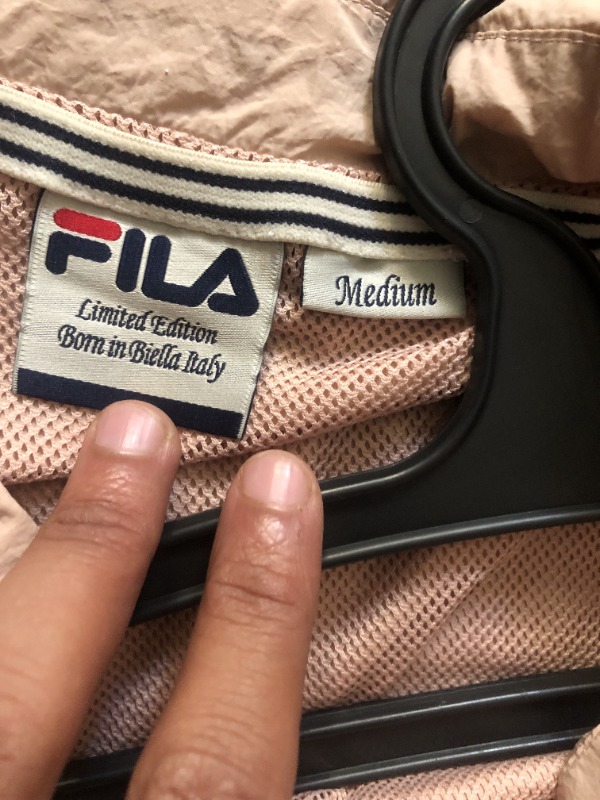 FILA
Limited Edition
Born in Biella Italy
Medium